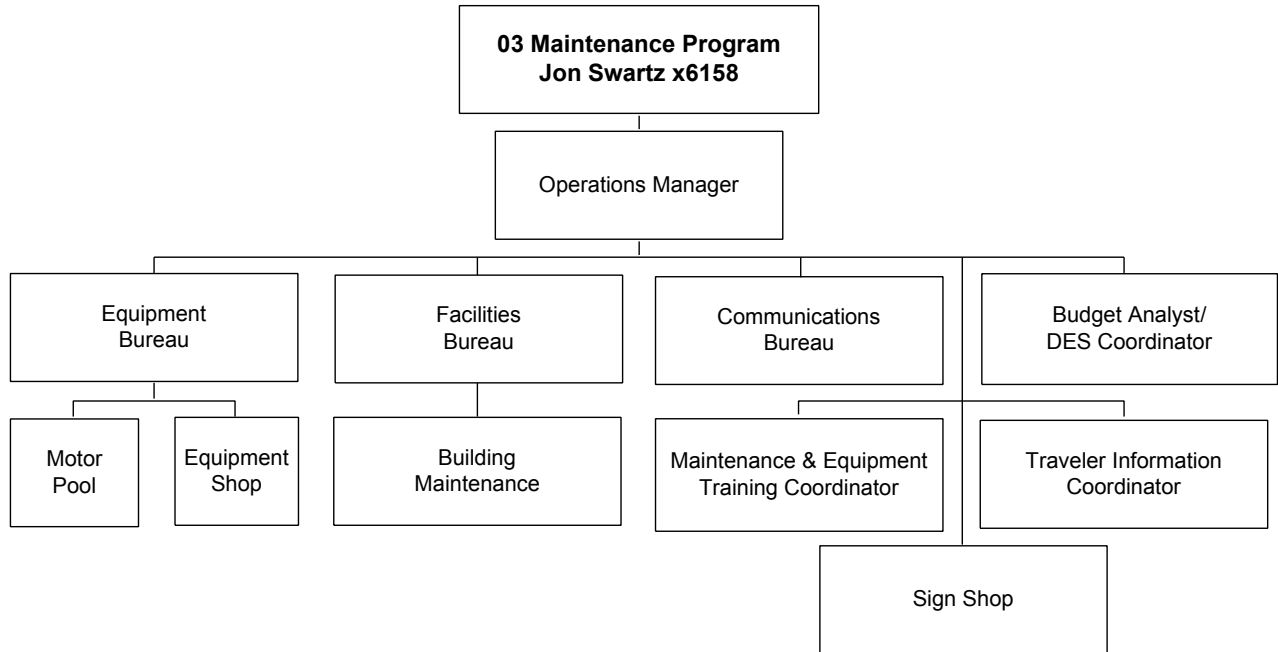 03 Maintenance Program
Jon Swartz x6158
Operations Manager
Equipment
Bureau
Facilities
Bureau
Communications
Bureau
Budget Analyst/
DES Coordinator
Motor
Pool
Equipment
Shop
Building
Maintenance
Maintenance & Equipment
Training Coordinator
Traveler Information
Coordinator
Sign Shop